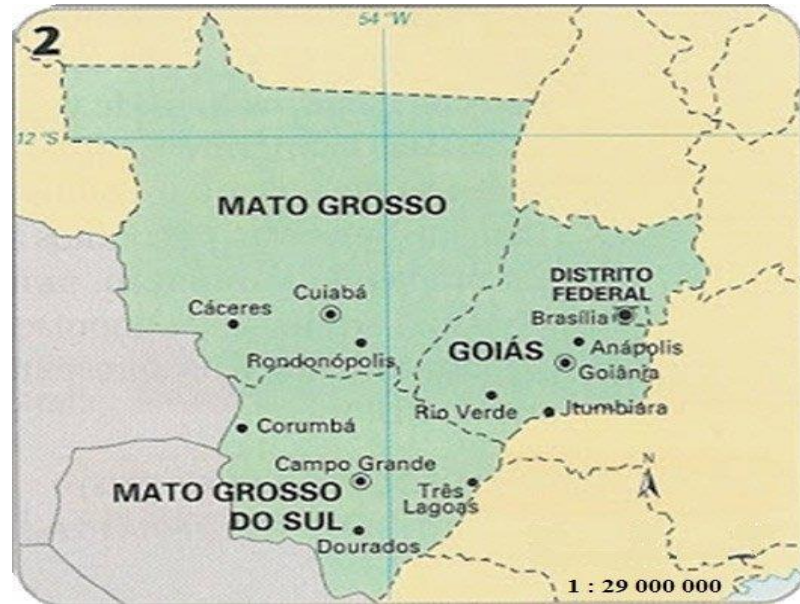 2
54 °W
12 °S
MATO GROSSO
DISTRITO
FEDERAL
Brasília
Cuiabá
Cáceres
Rondonópolis
GOIÁS
Anápolis
Goiânia
Rio Verde
Itumbiara
Corumbá
Campo Grande
MATO GROSSO
DO SUL
Três
Lagoas
Dourados
N
1 : 29 000 000